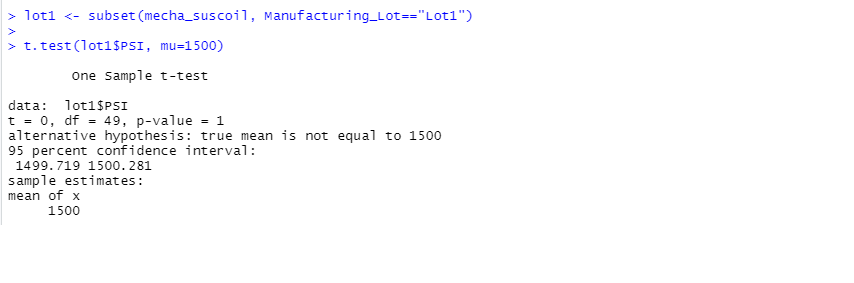 > lot1 <- subset(mecha_suscoil, Manufacturing_Lot=="Lot1")
>
> t.test(lot1$PSI, mu=1500)
One Sample t-test
data:  lot1$PSI
t = 0, df = 49, p-value = 1
alternative hypothesis: true mean is not equal to 1500
95 percent confidence interval:
1499.719 1500.281
sample estimates:
mean of x
1500